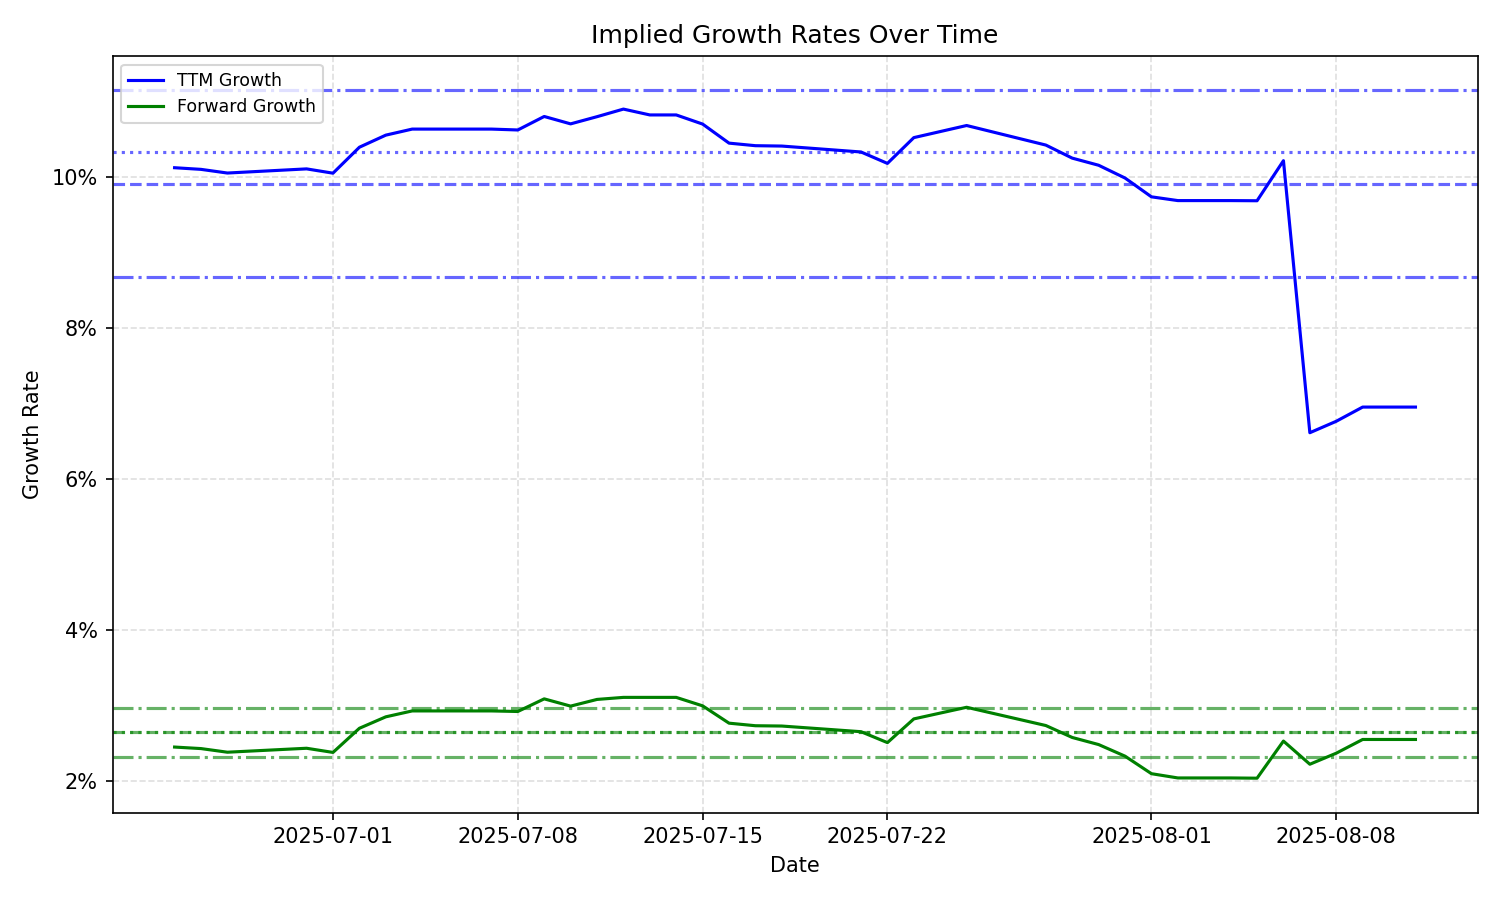 Implied Growth Rates Over Time
TTM Growth
Forward Growth
10%
8%
6%
4%
2%
Growth Rate
2025-07-01
2025-07-08
2025-07-15
2025-07-22
2025-08-01
2025-08-08
Date